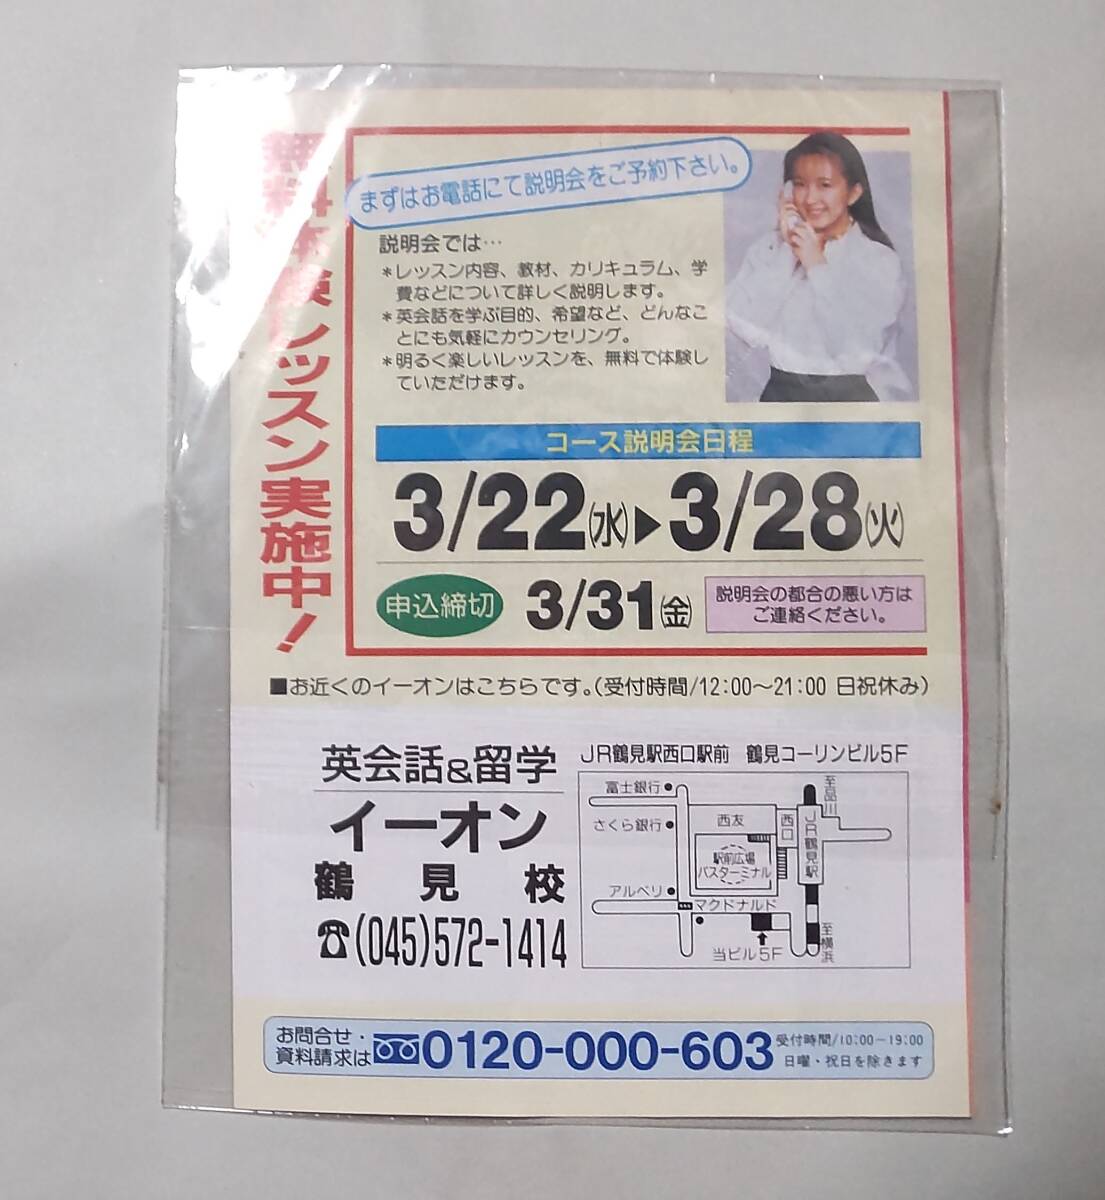 無料体験レッスン実施中!
まずはお電話にて説明会をご予約下さい。
説明会では…
*レッスン内容、教材、カリキュラム、学
費などについて詳しく説明します。
*英会話を学ぶ目的、希望など、どんなこ
とにも気軽にカウンセリング。
*明るく楽しいレッスンを、無料で体験し
ていただけます。
コース説明会日程
3/22(水)▶3/28(火)
申込締切 3/31(金)
説明会の都合の悪い方は
ご連絡ください。
■お近くのイーオンはこちらです。(受付時間/12:00〜21:00 日祝休み)
英会話&留学
イーオン
鶴見校
☎(045)572-1414
JR鶴見駅西口駅前 鶴見コーリンビル5F
富士銀行
さくら銀行
アルペリ
西友
西口
JR鶴見駅
至品川
駅前広場
バスターミナル
マクドナルド
当ビル5F
至横浜
お問合せ・
資料請求は
0120-000-603
受付時間/10:00-19:00
日曜・祝日を除きます